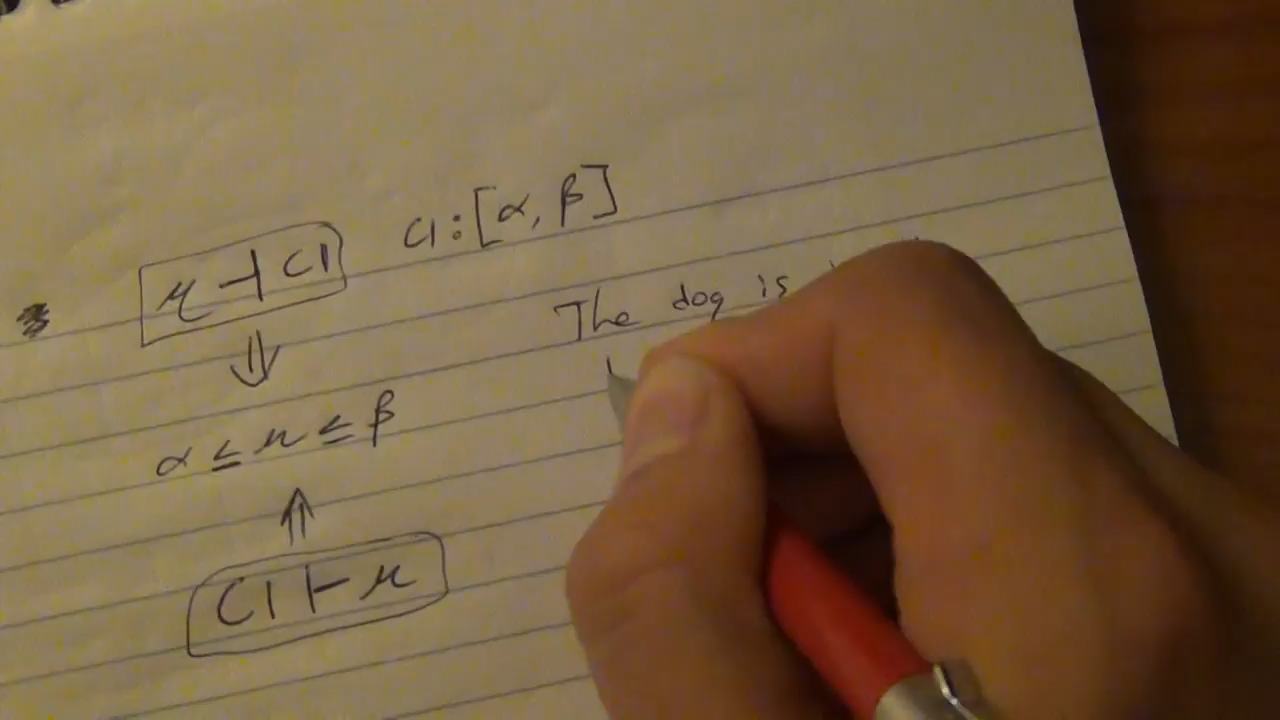 CI : [α, β]
μ ⊣ CI
The dog is
⇓
α ≤ μ ≤ β
⇑
CI ⊢ μ